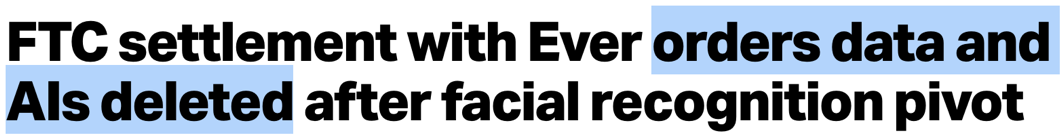 FTC settlement with Ever orders data and
AIs deleted after facial recognition pivot